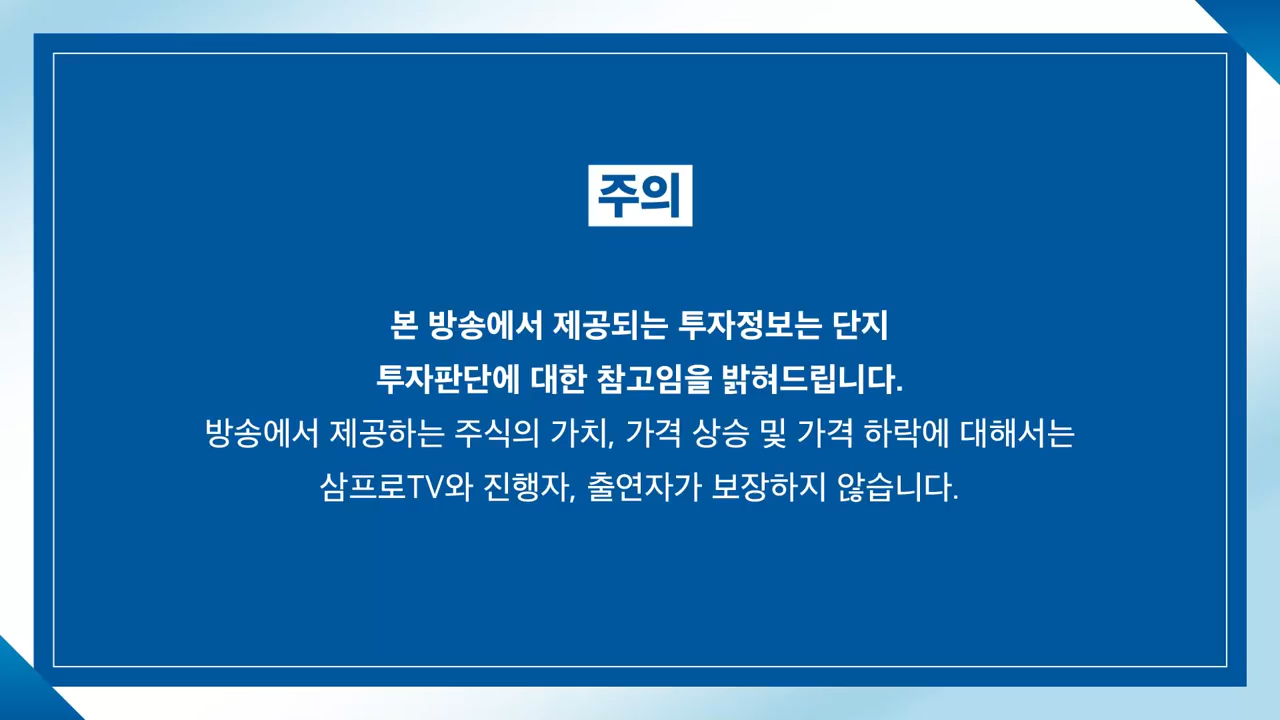 주의
본 방송에서 제공되는 투자정보는 단지
투자판단에 대한 참고임을 밝혀드립니다.
방송에서 제공하는 주식의 가치, 가격 상승 및 가격 하락에 대해서는
삼프로TV와 진행자, 출연자가 보장하지 않습니다.